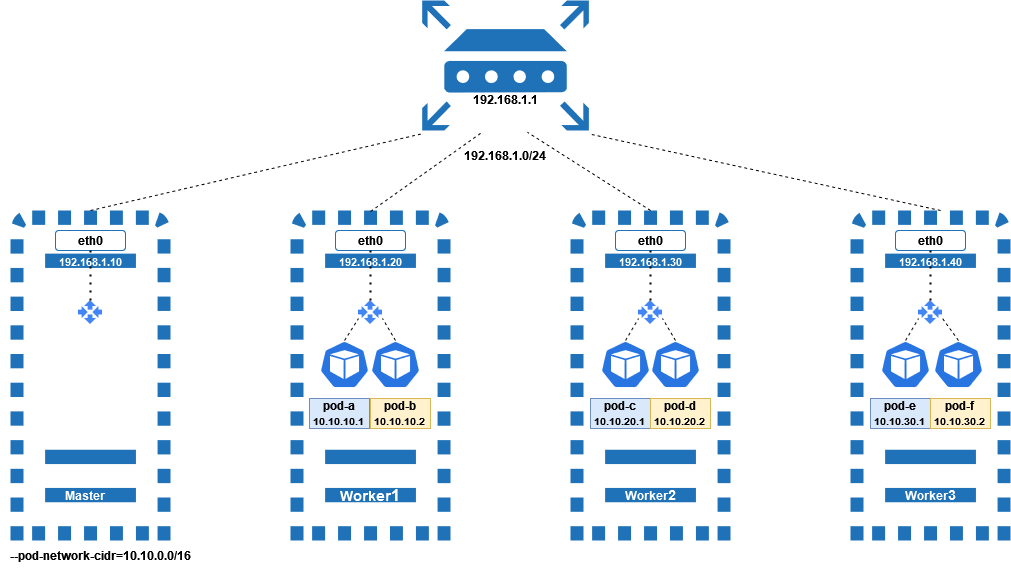 192.168.1.1
192.168.1.0/24
eth0
192.168.1.10
Master
eth0
192.168.1.20
pod-a
10.10.10.1
pod-b
10.10.10.2
Worker1
eth0
192.168.1.30
pod-c
10.10.20.1
pod-d
10.10.20.2
Worker2
eth0
192.168.1.40
pod-e
10.10.30.1
pod-f
10.10.30.2
Worker3
--pod-network-cidr=10.10.0.0/16